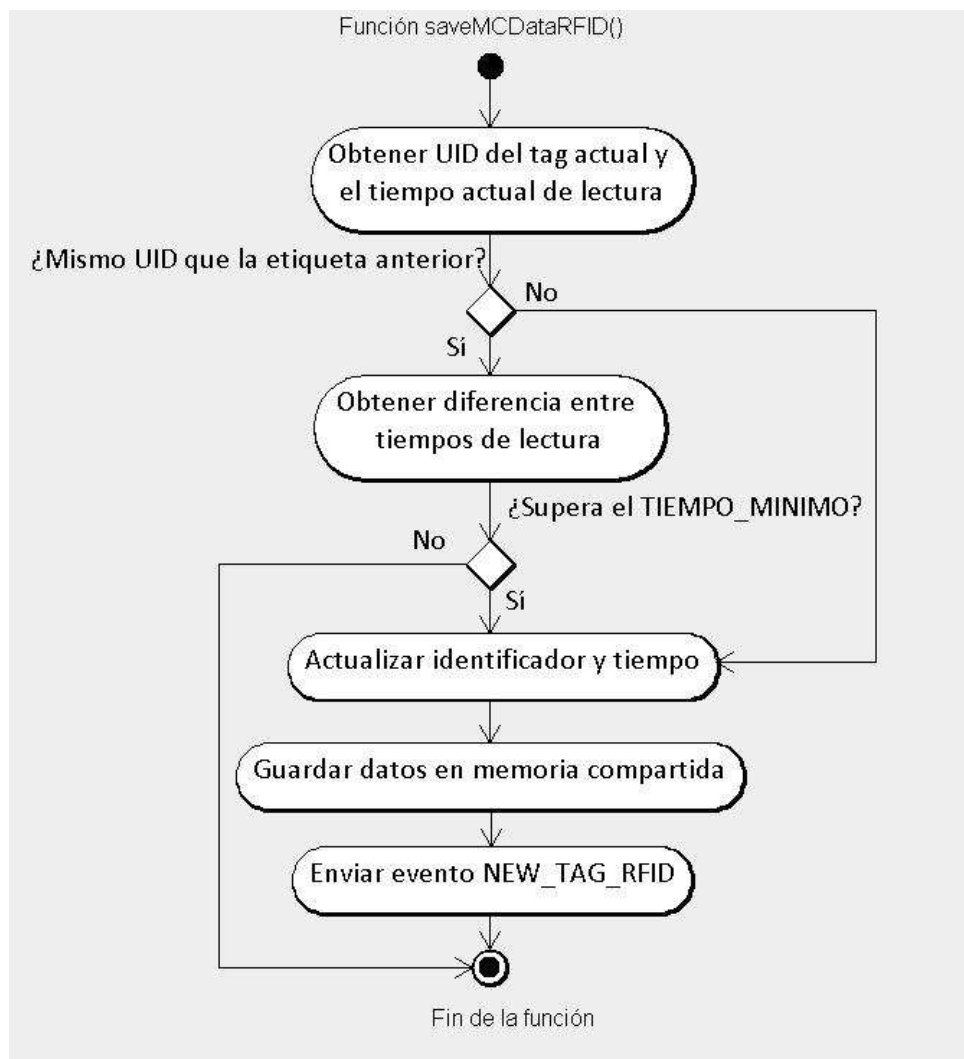 Función saveMCDataRFID()
Obtener UID del tag actual y
el tiempo actual de lectura
¿Mismo UID que la etiqueta anterior?
No
Sí
Obtener diferencia entre
tiempos de lectura
¿Supera el TIEMPO_MINIMO?
No
Sí
Actualizar identificador y tiempo
Guardar datos en memoria compartida
Enviar evento NEW_TAG_RFID
Fin de la función